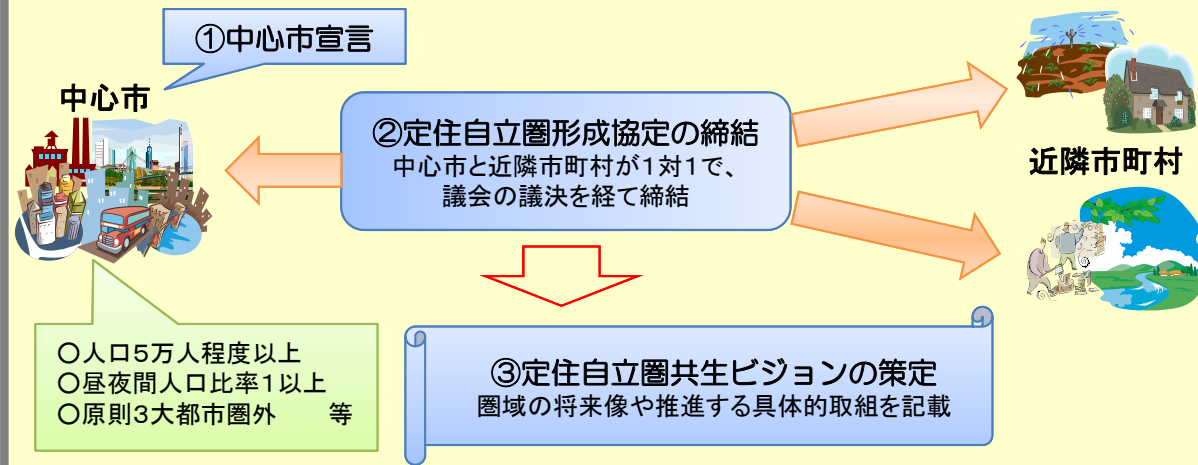 ①中心市宣言
中心市
②定住自立圏形成協定の締結
中心市と近隣市町村が1対1で、
議会の議決を経て締結
近隣市町村
○人口5万人程度以上
○昼夜間人口比率1以上
○原則3大都市圏外　　等
③定住自立圏共生ビジョンの策定
圏域の将来像や推進する具体的取組を記載